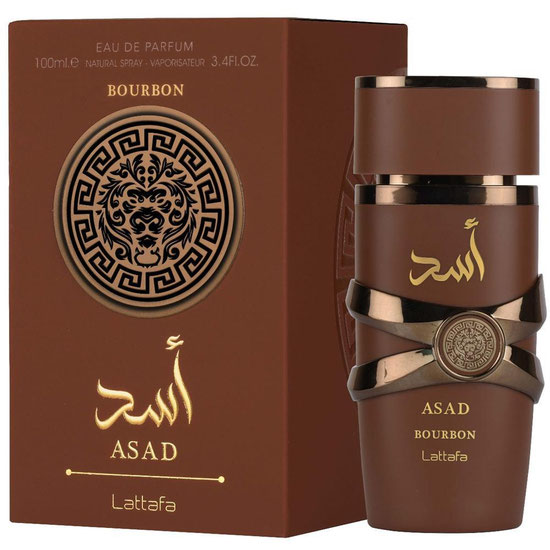 EAU DE PARFUM
100ml.e NATURAL SPRAY - VAPORISATEUR 3.4FL.OZ.
BOURBON
أسد
ASAD
Lattafa
أسد
ASAD
BOURBON
Lattafa